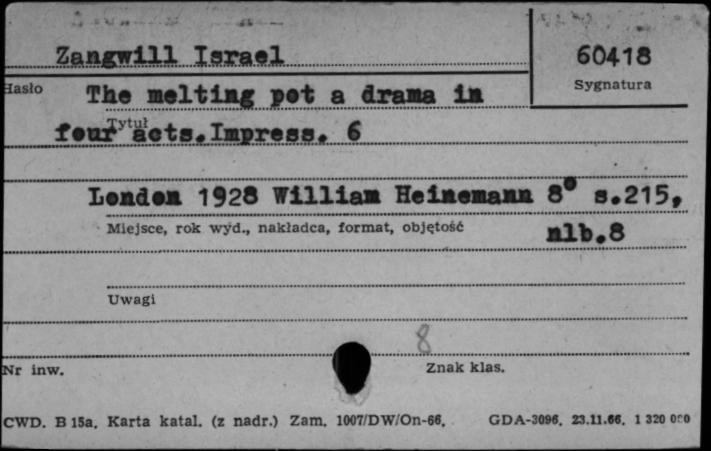 Zangwill Israel
60418
Hasło
Sygnatura
The melting pot a drama in
Tytuł
four acts.Impress. 6
London 1928 William Heinemann 8° s.215,
Miejsce, rok wyd., nakładca, format, objętość
nlb.8
Uwagi
8
Nr inw.
Znak klas.
CWD. B 15a. Karta katal. (z nadr.) Zam. 1007/DW/On-66. GDA-3096. 23.11.66. 1 320 000